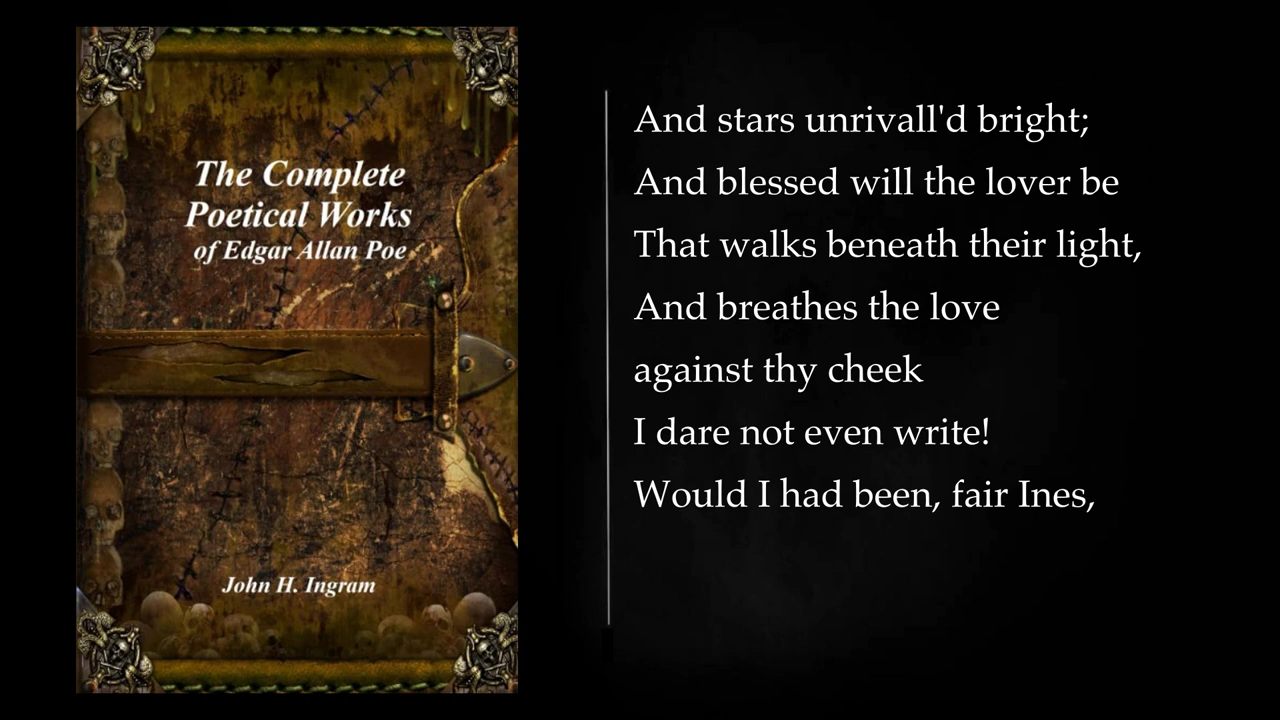 The Complete
Poetical Works
of Edgar Allan Poe
John H. Ingram
And stars unrivall'd bright;
And blessed will the lover be
That walks beneath their light,
And breathes the love
against thy cheek
I dare not even write!
Would I had been, fair Ines,